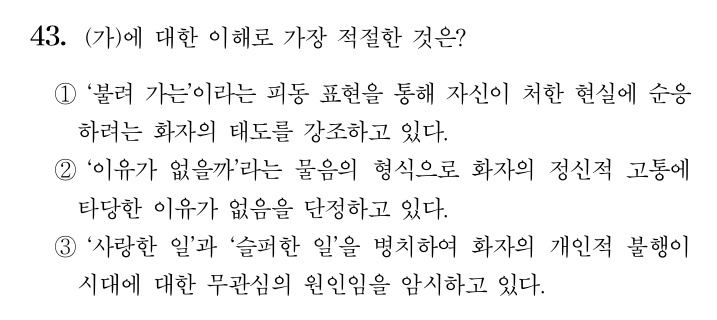 43. (가)에 대한 이해로 가장 적절한 것은?
① ‘불려 가는’이라는 피동 표현을 통해 자신이 처한 현실에 순응
하려는 화자의 태도를 강조하고 있다.
② ‘이유가 없을까’라는 물음의 형식으로 화자의 정신적 고통에
타당한 이유가 없음을 단정하고 있다.
③ ‘사랑한 일’과 ‘슬퍼한 일’을 병치하여 화자의 개인적 불행이
시대에 대한 무관심의 원인임을 암시하고 있다.